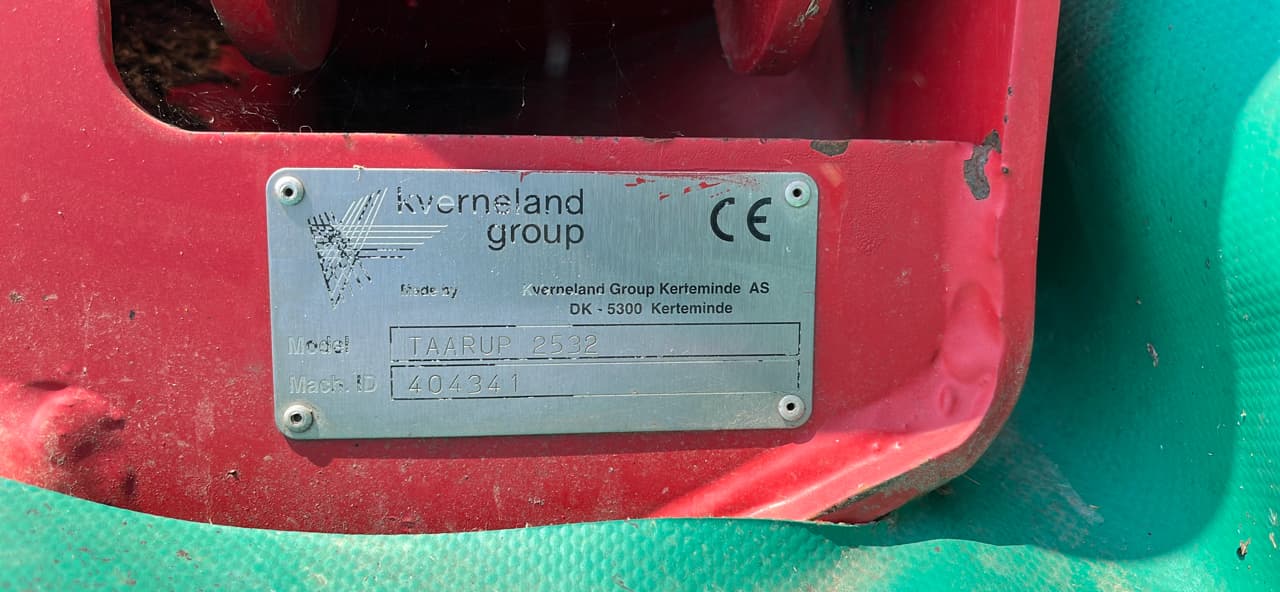 kverneland
group
CE
Made by Kverneland Group Kerteminde AS
DK - 5300 Kerteminde
Model TAARUP 2532
Mach. ID 404341